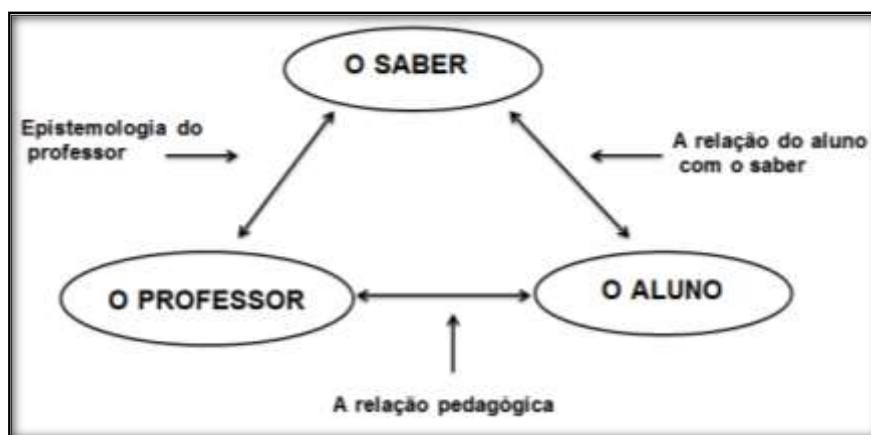 O SABER
Epistemologia do
professor
A relação do aluno
com o saber
O PROFESSOR
O ALUNO
A relação pedagógica